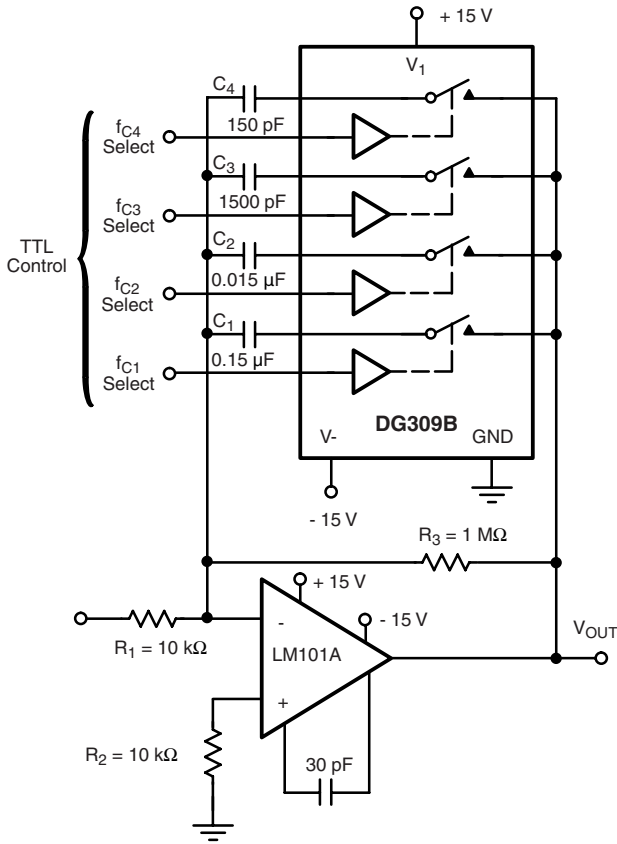 + 15 V
V1
C4
150 pF
fC4
Select
C3
1500 pF
fC3
Select
TTL
Control
C2
0.015 µF
fC2
Select
C1
0.15 µF
fC1
Select
DG309B
V-
GND
- 15 V
R3 = 1 MΩ
+ 15 V
- 15 V
-
LM101A
+
R1 = 10 kΩ
VOUT
R2 = 10 kΩ
30 pF